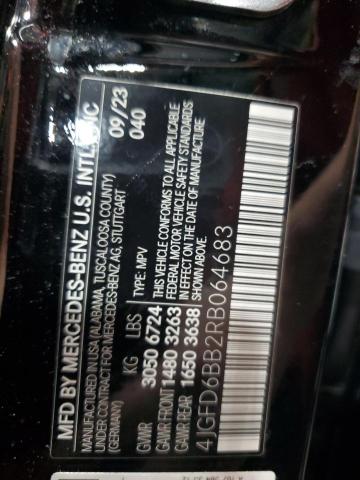 MFD BY MERCEDES-BENZ U.S. INTL., INC
MANUFACTURED IN USA (ALABAMA, TUSCALOOSA COUNTY)
UNDER CONTRACT FOR MERCEDES-BENZ AG, STUTTGART
(GERMANY)
09/23
040
KG LBS TYPE: MPV
GVWR 3050 6724
GAWR FRONT 1480 3263
GAWR REAR 1650 3638
THIS VEHICLE CONFORMS TO ALL APPLICABLE
FEDERAL MOTOR VEHICLE SAFETY STANDARDS
IN EFFECT ON THE DATE OF MANUFACTURE
SHOWN ABOVE.
4JGFD6BB2RB064683